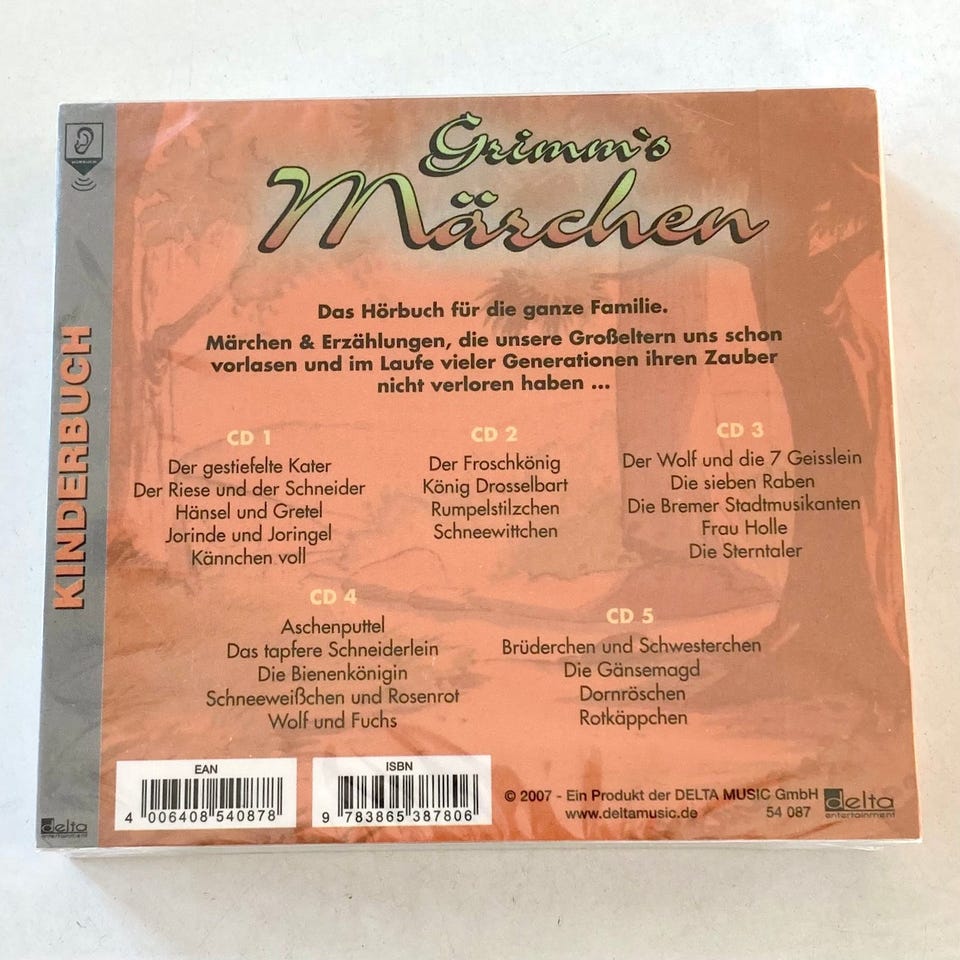 HÖRBUCH
KINDERBUCH
Grimm`s
Märchen
Das Hörbuch für die ganze Familie.
Märchen & Erzählungen, die unsere Großeltern uns schon
vorlasen und im Laufe vieler Generationen ihren Zauber
nicht verloren haben ...
CD 1
Der gestiefelte Kater
Der Riese und der Schneider
Hänsel und Gretel
Jorinde und Joringel
Kännchen voll
CD 2
Der Froschkönig
König Drosselbart
Rumpelstilzchen
Schneewittchen
CD 3
Der Wolf und die 7 Geisslein
Die sieben Raben
Die Bremer Stadtmusikanten
Frau Holle
Die Sterntaler
CD 4
Aschenputtel
Das tapfere Schneiderlein
Die Bienenkönigin
Schneeweißchen und Rosenrot
Wolf und Fuchs
CD 5
Brüderchen und Schwesterchen
Die Gänsemagd
Dornröschen
Rotkäppchen
delta
entertainment
EAN
4 006408 540878
ISBN
9 783865 387806
© 2007 - Ein Produkt der DELTA MUSIC GmbH
www.deltamusic.de 54 087
delta
entertainment